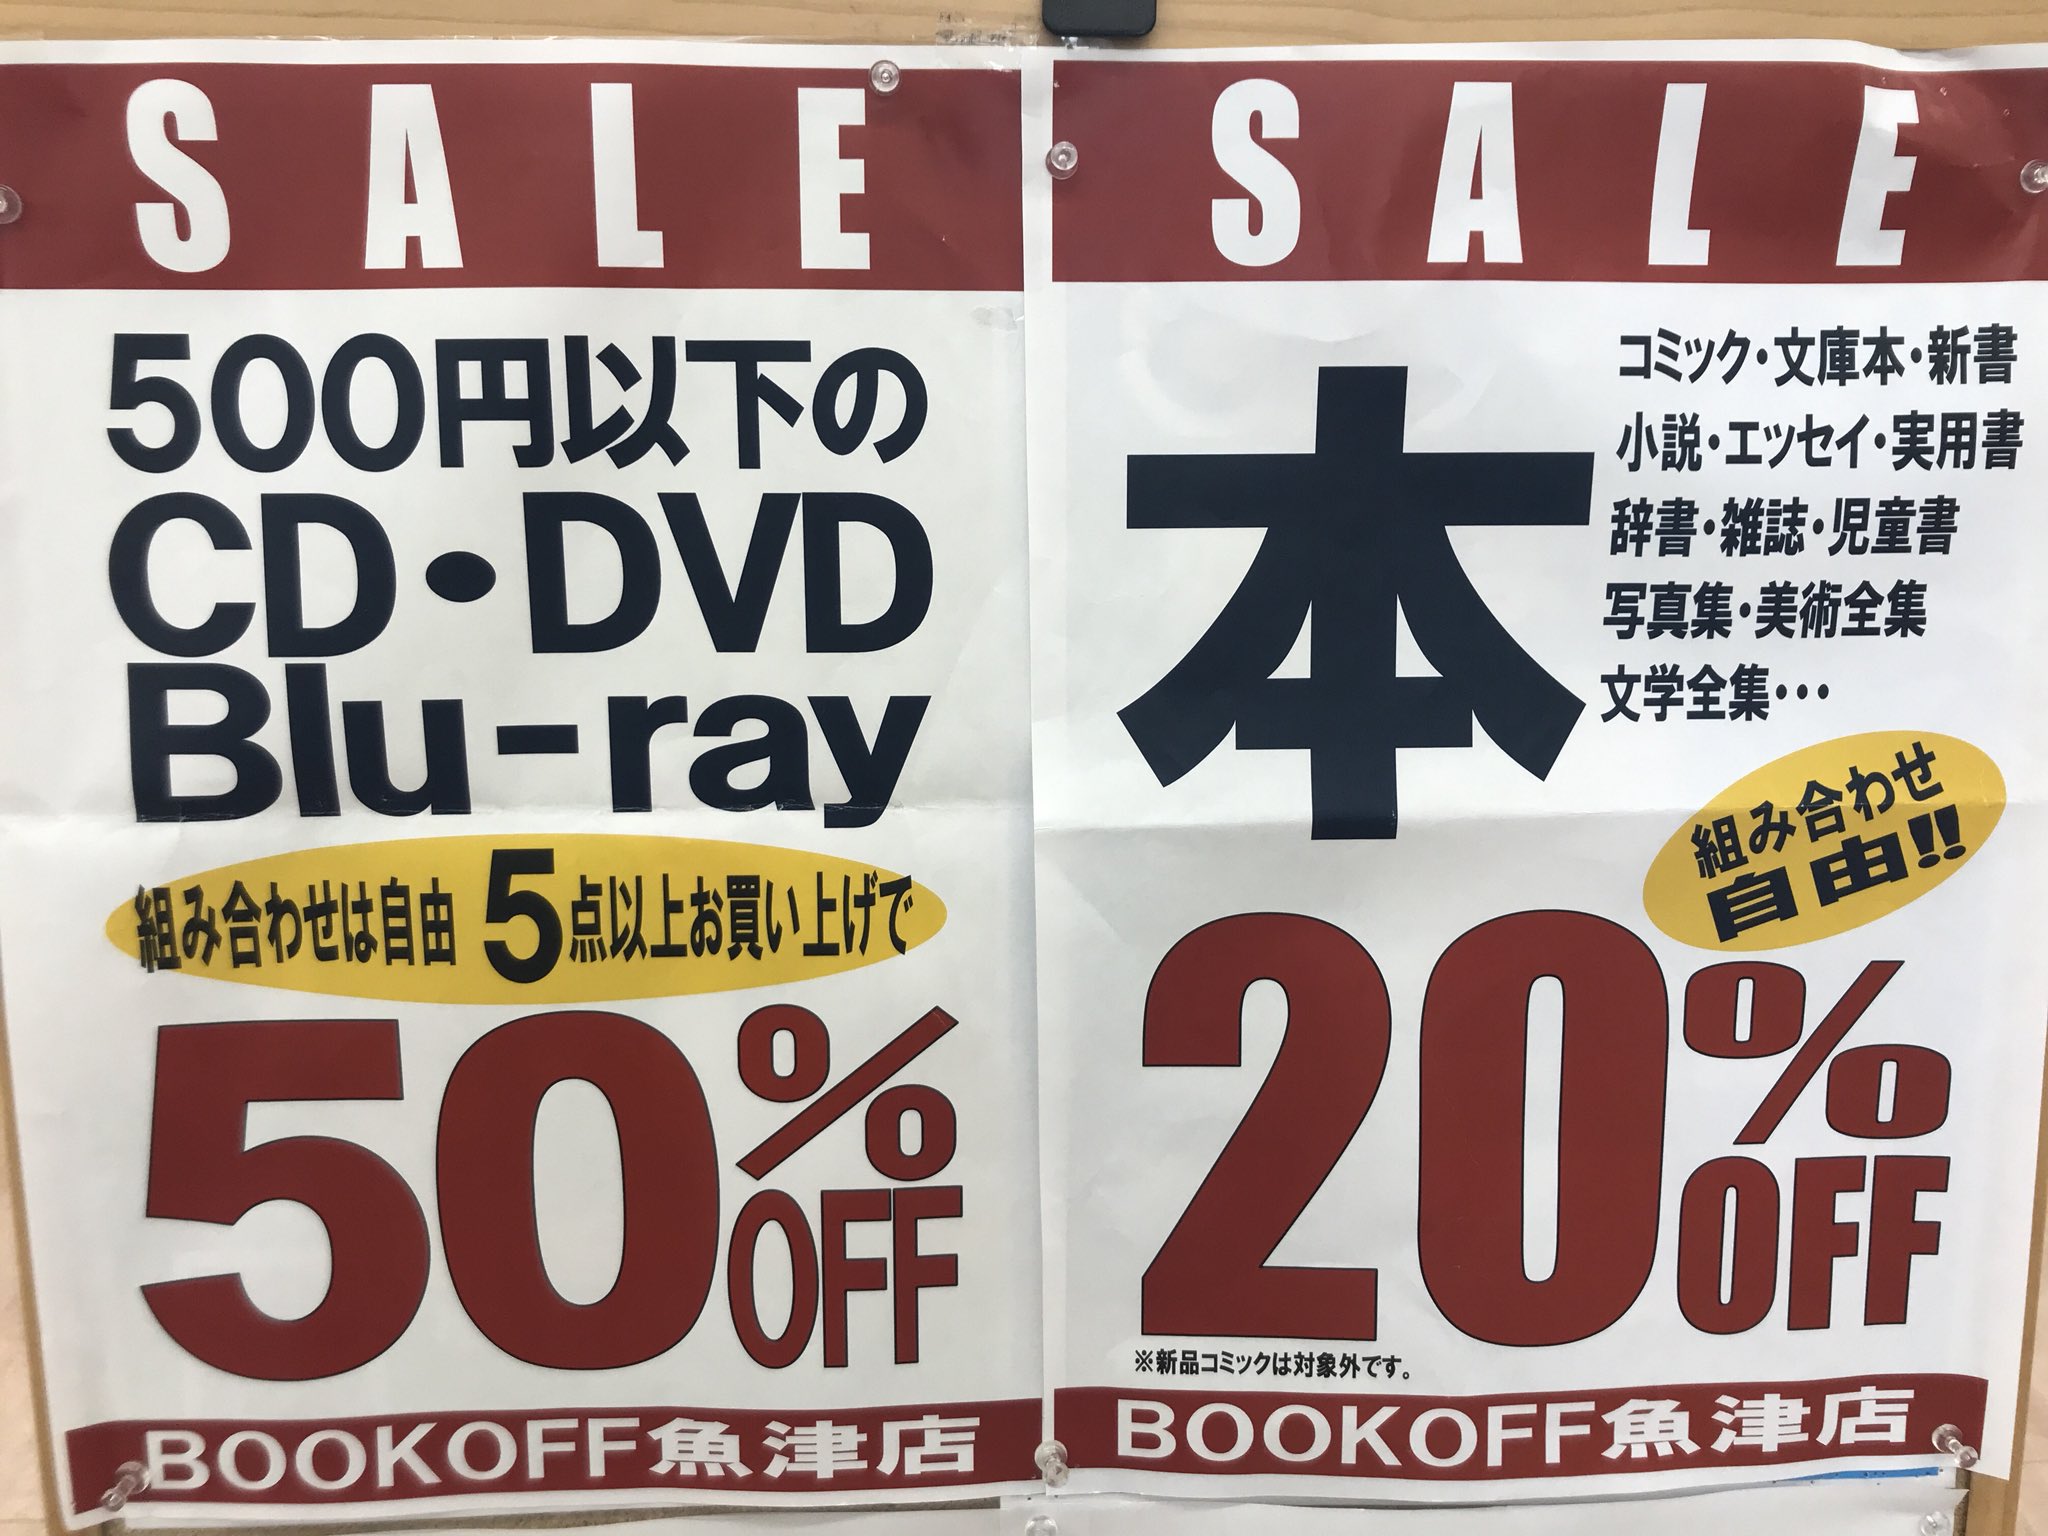 SALE
500円以下の
CD・DVD
Blu-ray
組み合わせは自由 5点以上お買い上げで
50%OFF
BOOKOFF魚津店
SALE
本
コミック・文庫本・新書
小説・エッセイ・実用書
辞書・雑誌・児童書
写真集・美術全集
文学全集・・・
組み合わせ
自由!!
20%OFF
※新品コミックは対象外です。
BOOKOFF魚津店